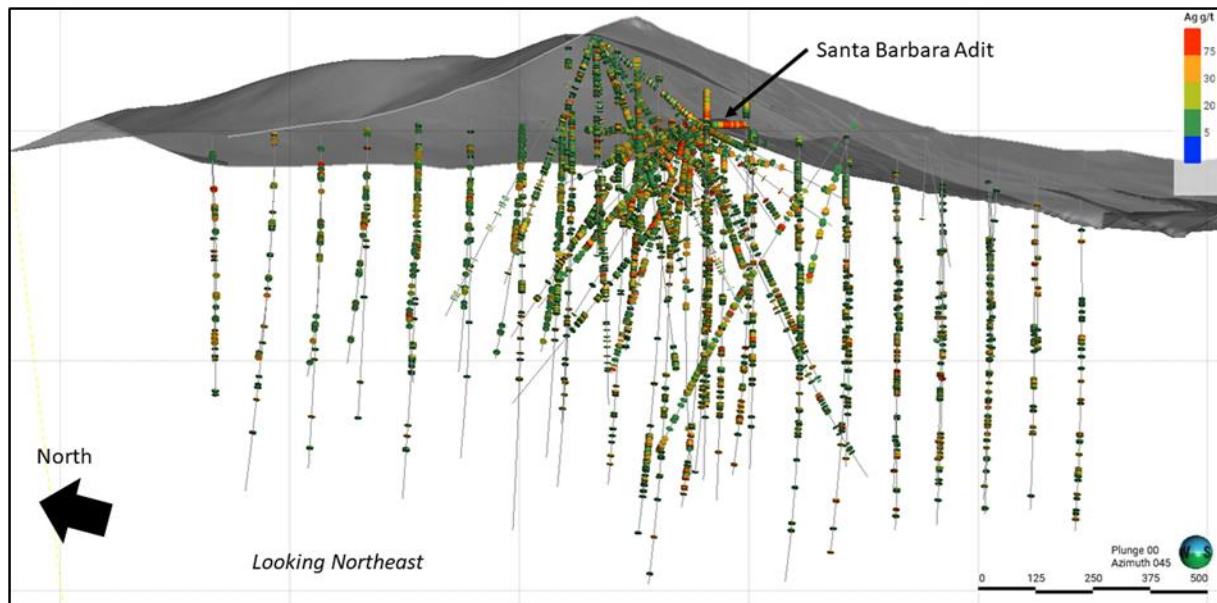 Ag g/t
75
30
20
5
Santa Barbara Adit
North
Looking Northeast
Plunge 00
Azimuth 045
0 125 250 375 500